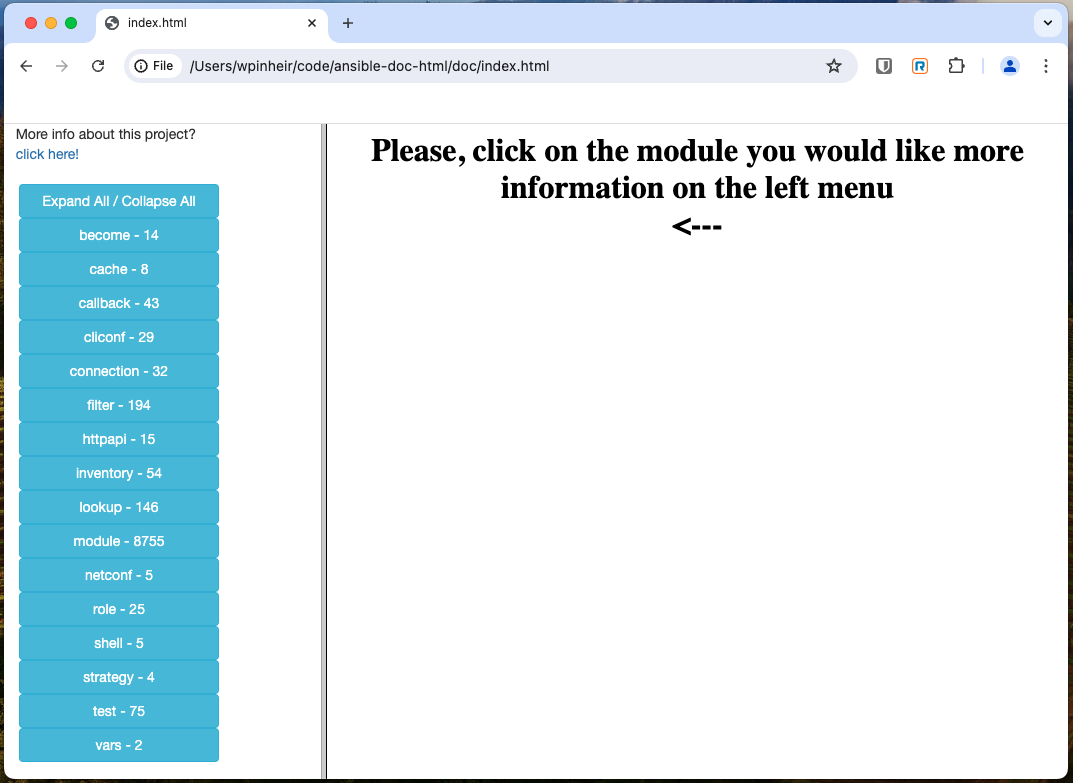 index.html
File
/Users/wpinheir/code/ansible-doc-html/doc/index.html
More info about this project?
click here!
Expand All / Collapse All
become - 14
cache - 8
callback - 43
cliconf - 29
connection - 32
filter - 194
httpapi - 15
inventory - 54
lookup - 146
module - 8755
netconf - 5
role - 25
shell - 5
strategy - 4
test - 75
vars - 2
Please, click on the module you would like more
information on the left menu
<---